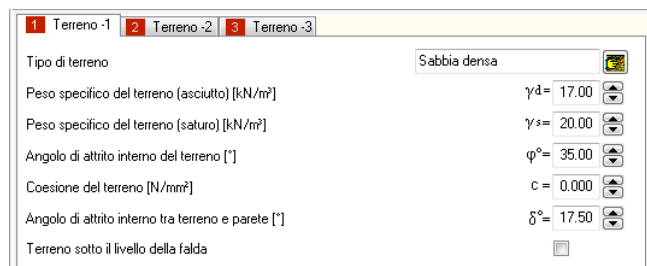 1 Terreno -1 2 Terreno -2 3 Terreno -3
Tipo di terreno Sabbia densa
Peso specifico del terreno (asciutto) [kN/m³] γd= 17.00
Peso specifico del terreno (saturo) [kN/m³] γs= 20.00
Angolo di attrito interno del terreno [°] φ°= 35.00
Coesione del terreno [N/mm²] c = 0.000
Angolo di attrito interno tra terreno e parete [°] δ°= 17.50
Terreno sotto il livello della falda